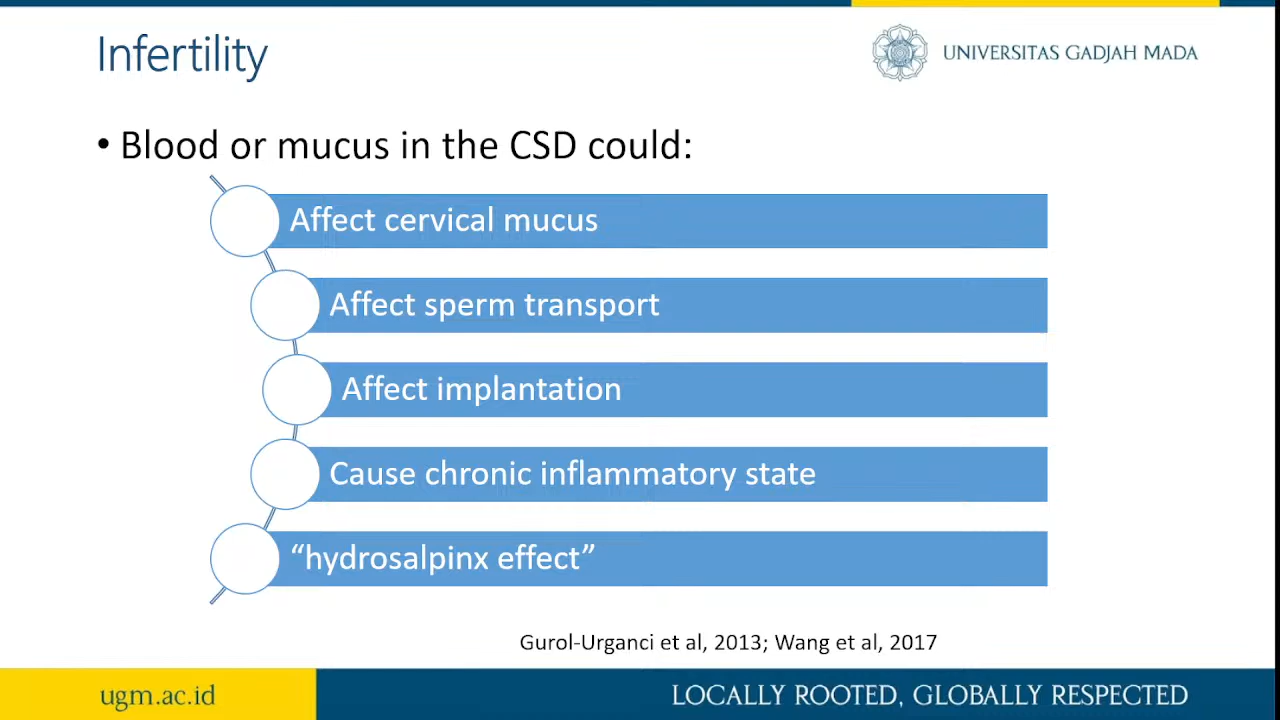 Infertility
UNIVERSITAS GADJAH MADA
• Blood or mucus in the CSD could:
Affect cervical mucus
Affect sperm transport
Affect implantation
Cause chronic inflammatory state
“hydrosalpinx effect”
Gurol-Urganci et al, 2013; Wang et al, 2017
ugm.ac.id
LOCALLY ROOTED, GLOBALLY RESPECTED